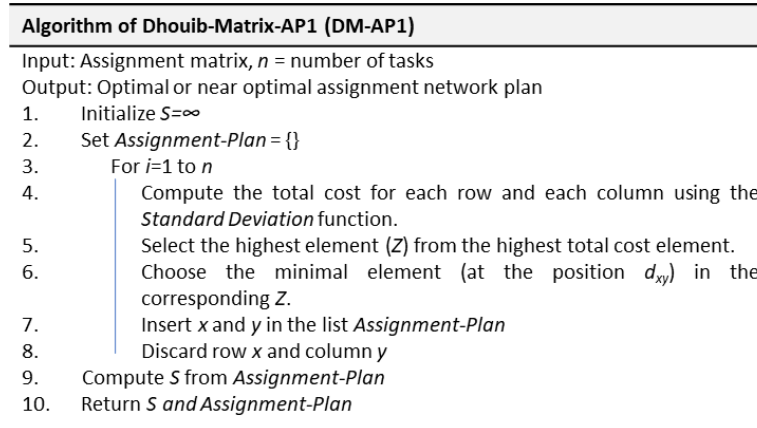 Algorithm of Dhouib-Matrix-AP1 (DM-AP1)
Input: Assignment matrix, n = number of tasks
Output: Optimal or near optimal assignment network plan
1. Initialize S=∞
2. Set Assignment-Plan = {}
3. For i=1 to n
4. Compute the total cost for each row and each column using the
Standard Deviation function.
5. Select the highest element (Z) from the highest total cost element.
6. Choose the minimal element (at the position dxy) in the
corresponding Z.
7. Insert x and y in the list Assignment-Plan
8. Discard row x and column y
9. Compute S from Assignment-Plan
10. Return S and Assignment-Plan